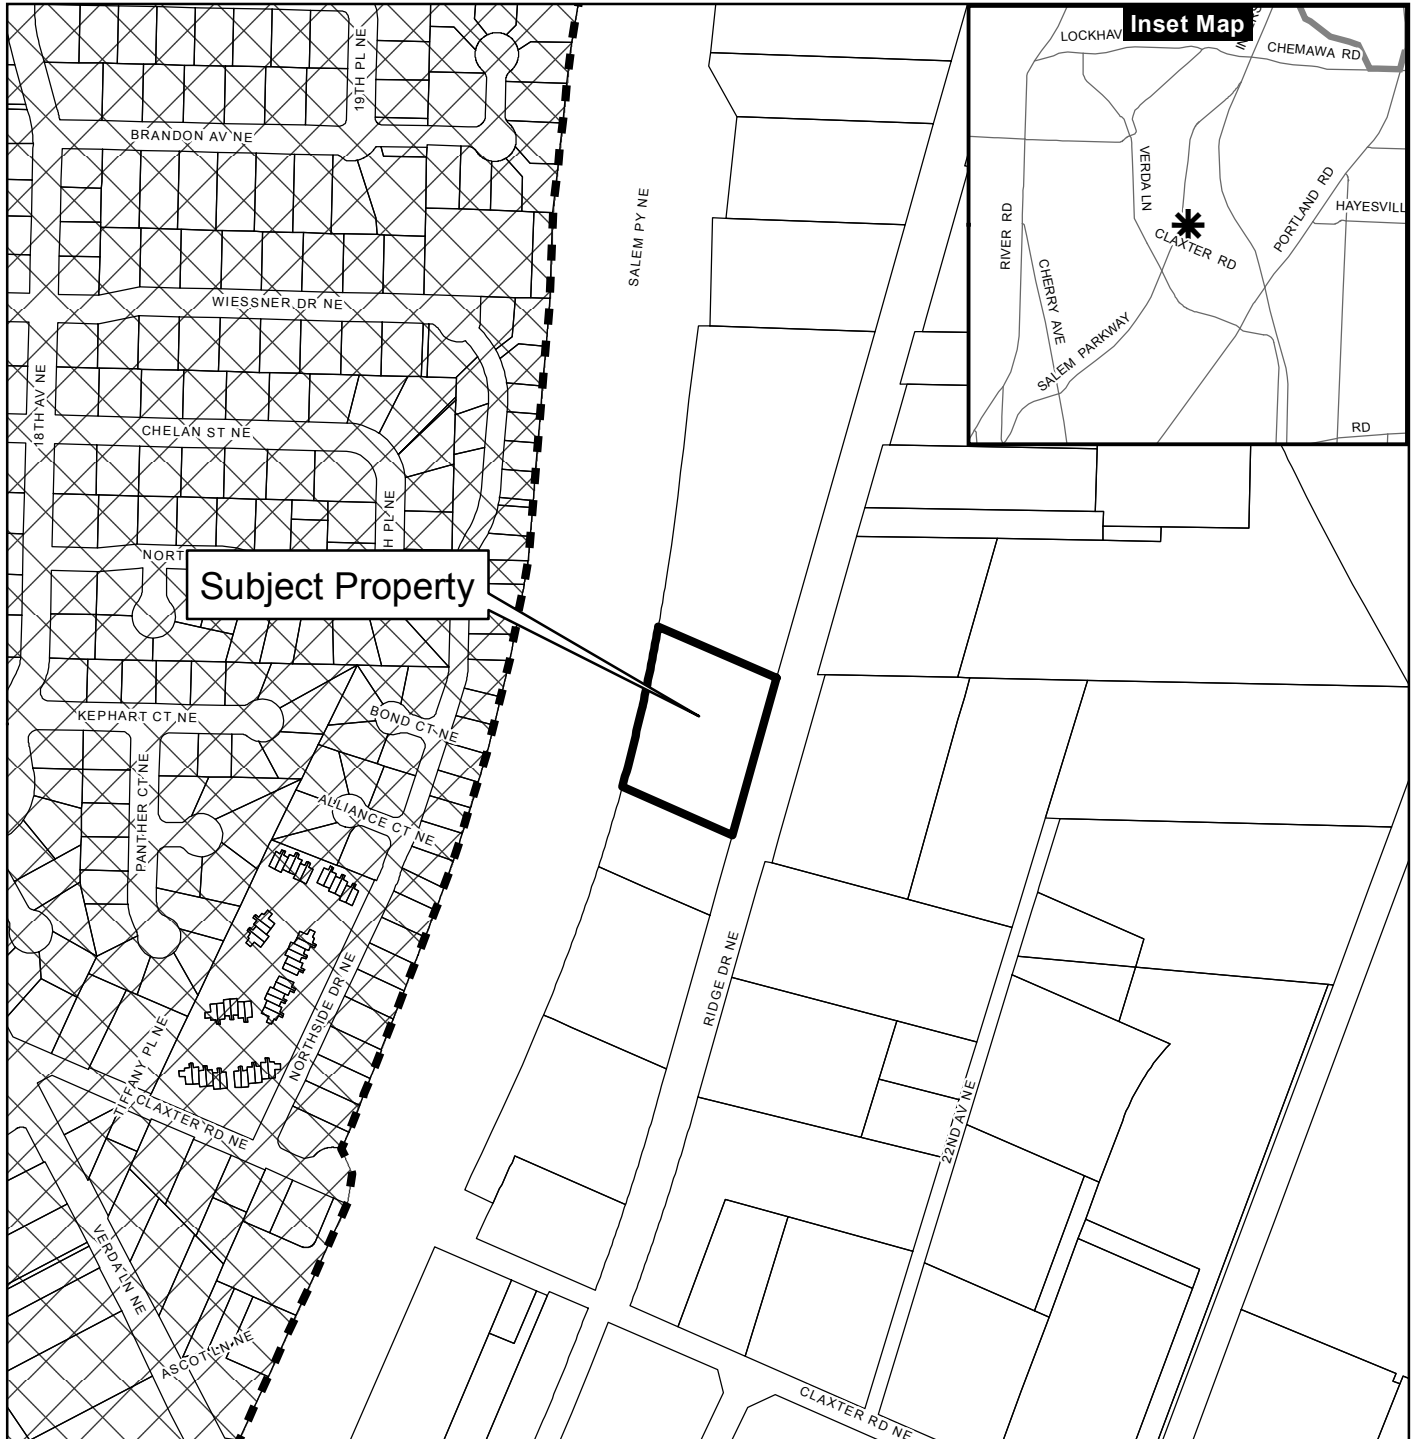 Inset Map
CHEMAWA RD
VERDA LN
RIVER RD
PORTLAND RD
CLAXTER RD
CHERRY AVE
SALEM PARKWAY
RD
19TH PL NE
BRANDON AV NE
SALEM PY NE
WIESSNER DR NE
18TH AV NE
CHELAN ST NE
PL NE
Subject Property
KEPHART CT NE
BOND CT NE
PANTHER CT NE
ALLIANCE CT NE
RIDGE DR NE
NORTHSIDE DR NE
TIFFANY PL NE
CLAXTER RD NE
22ND AV NE
VERDA LN NE
ASCOT LN NE
CLAXTER RD NE